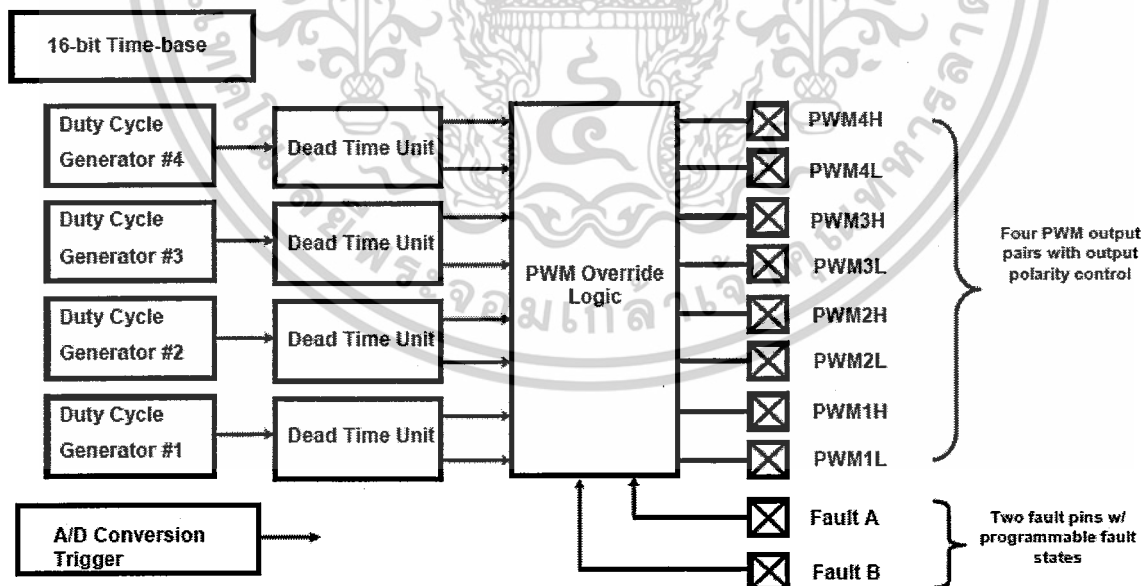 16-bit Time-base
Duty Cycle
Generator #4
Dead Time Unit
Duty Cycle
Generator #3
Dead Time Unit
Duty Cycle
Generator #2
Dead Time Unit
Duty Cycle
Generator #1
Dead Time Unit
A/D Conversion
Trigger
PWM Override
Logic
PWM4H
PWM4L
PWM3H
PWM3L
PWM2H
PWM2L
PWM1H
PWM1L
Fault A
Fault B
Four PWM output
pairs with output
polarity control
Two fault pins w/
programmable fault
states